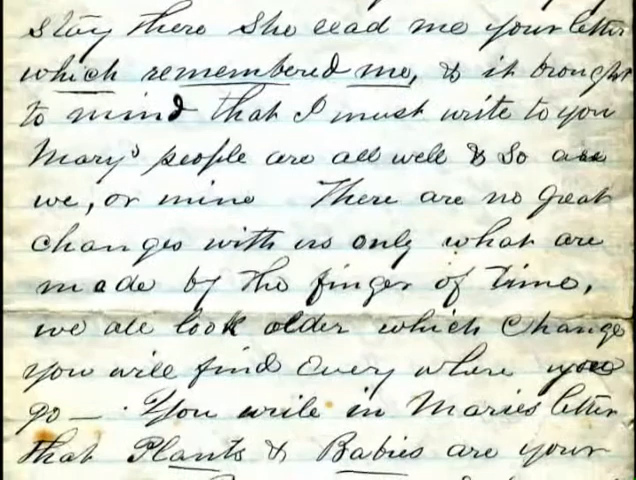 stay there She read me your letter
which remembered me, & it brought
to mind that I must write to you
Mary's people are all well & So are
we, or mine There are no great
changes with us only what are
made by the finger of time,
we all look older which Change
you will find Every where you
go — . You write in Maries letter
that Plants & Babies are your